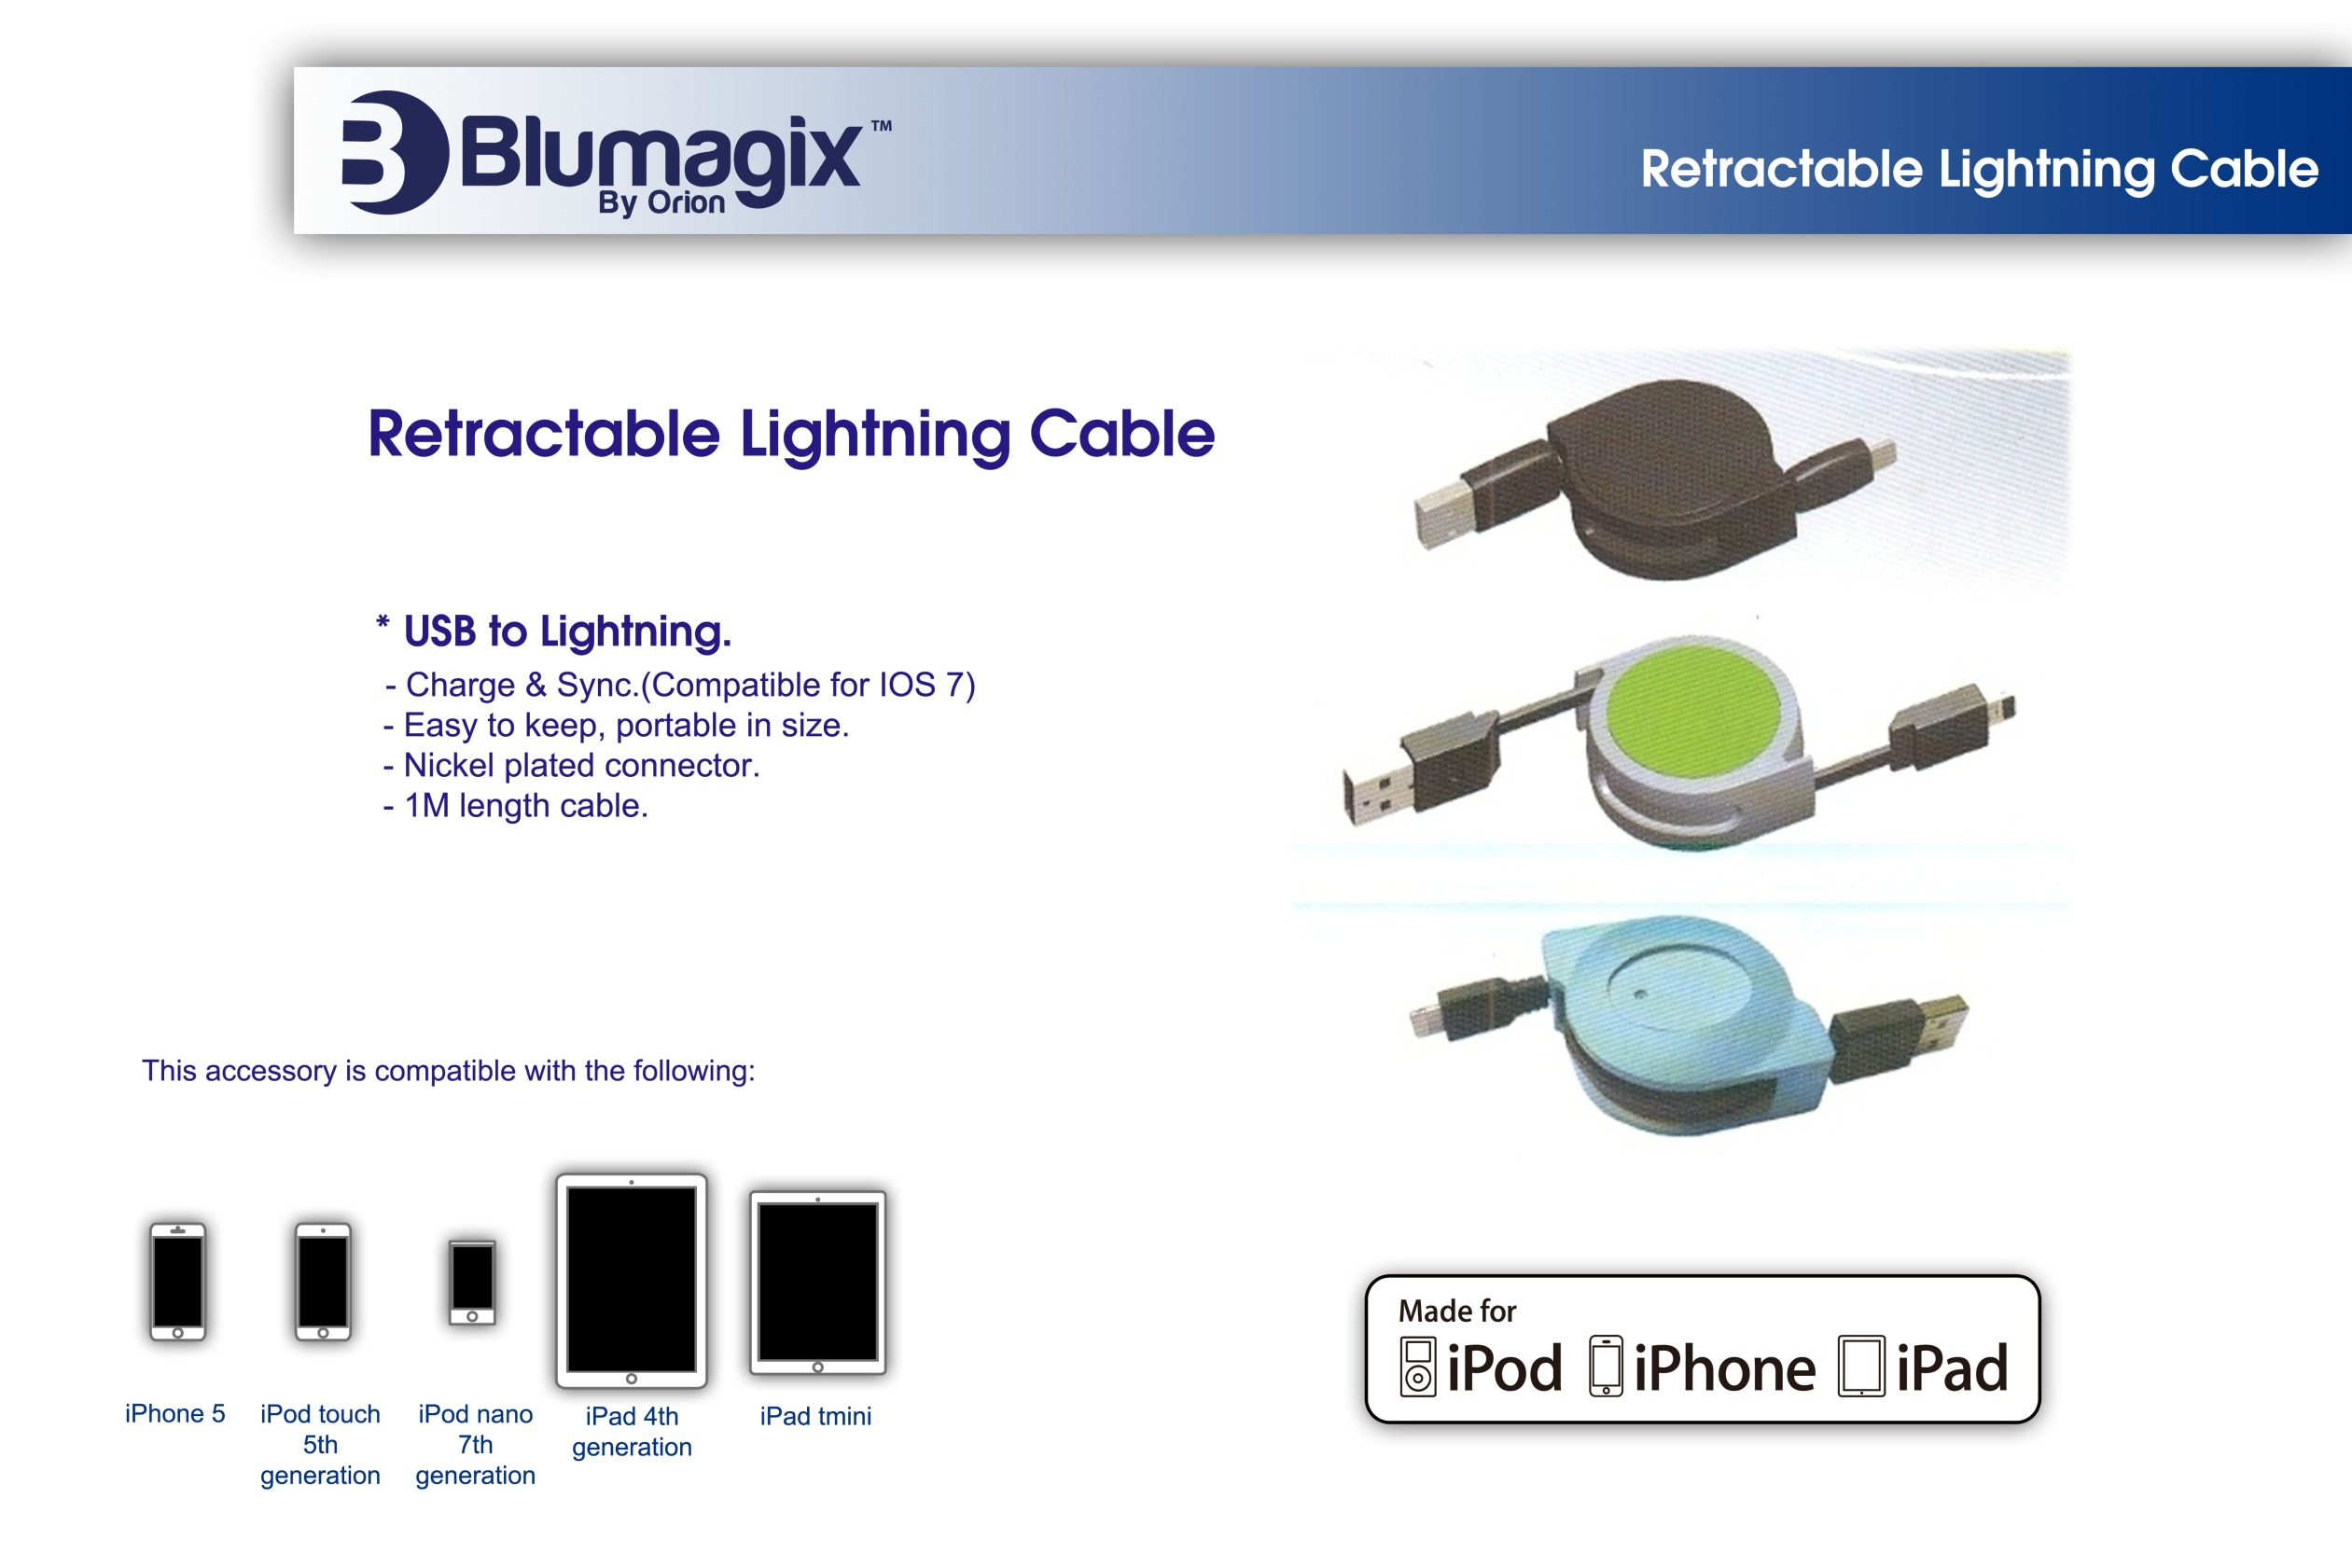 Blumagix™
By Orion
Retractable Lightning Cable
Retractable Lightning Cable
* USB to Lightning.
- Charge & Sync.(Compatible for IOS 7)
- Easy to keep, portable in size.
- Nickel plated connector.
- 1M length cable.
This accessory is compatible with the following:
iPhone 5
iPod touch
5th
generation
iPod nano
7th
generation
iPad 4th
generation
iPad tmini
Made for
iPod iPhone iPad